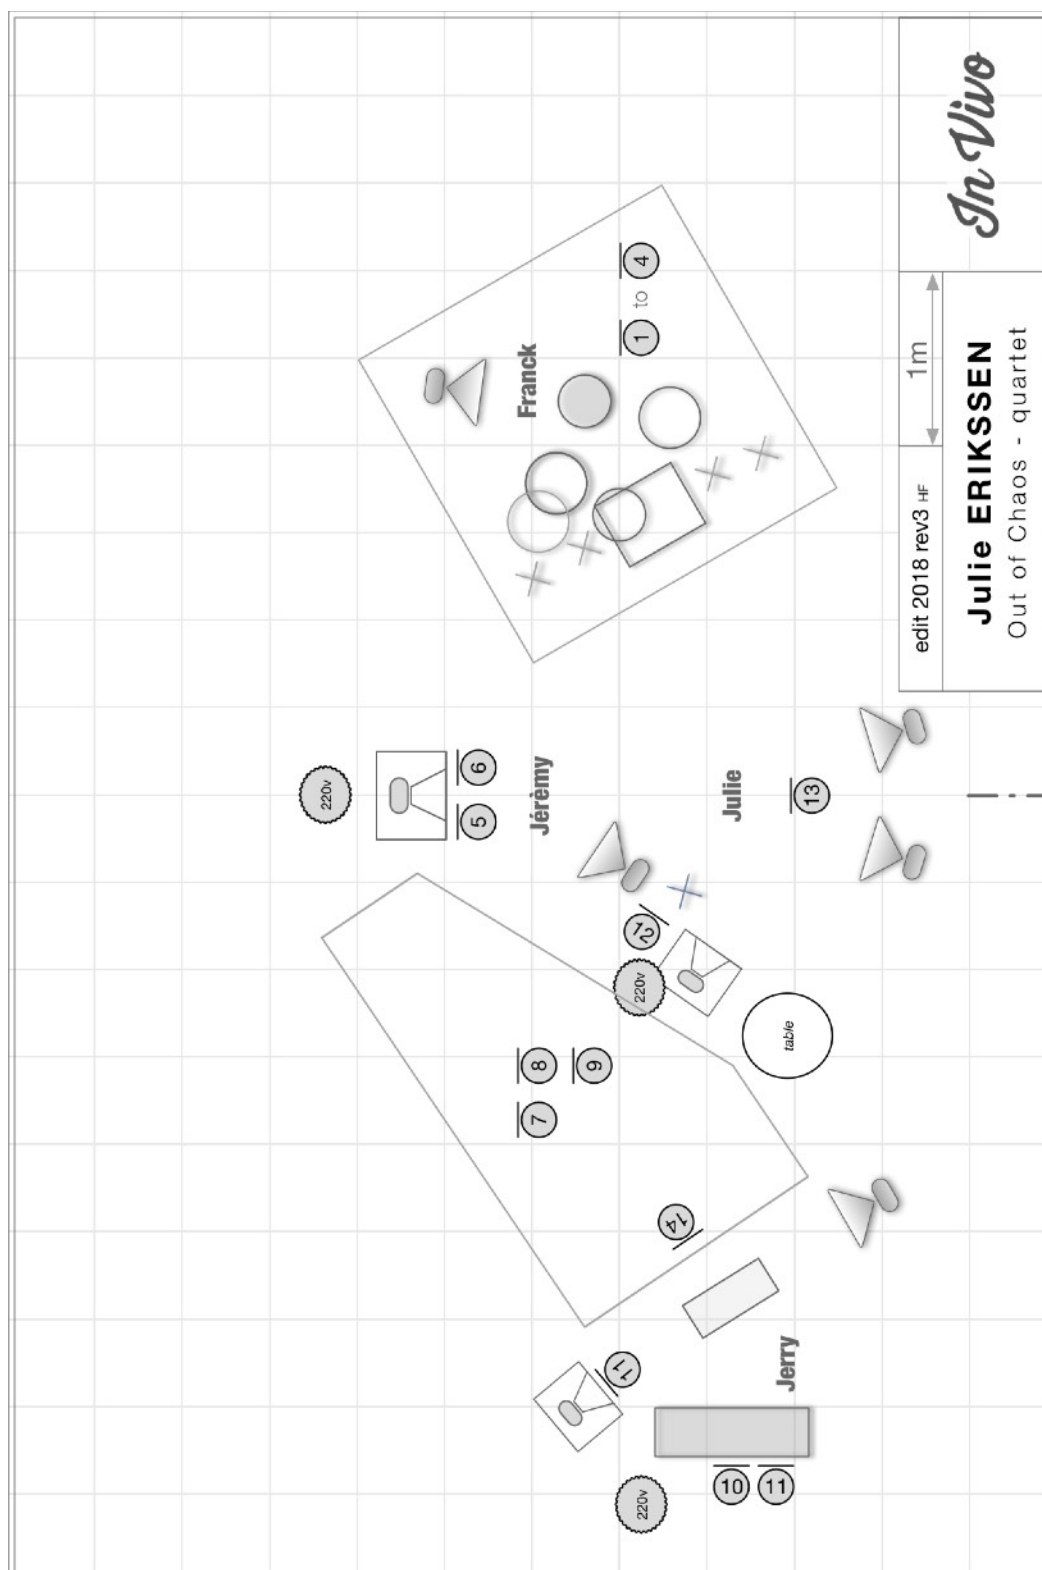 In Vivo
1m
edit 2018 rev3 HF
Julie ERIKSSEN
Out of Chaos - quartet
Franck
1 to 4
220v
5 6
Jérèmy
Julie
13
12
220v
table
7 8
9
14
11
Jerry
220v
10
11